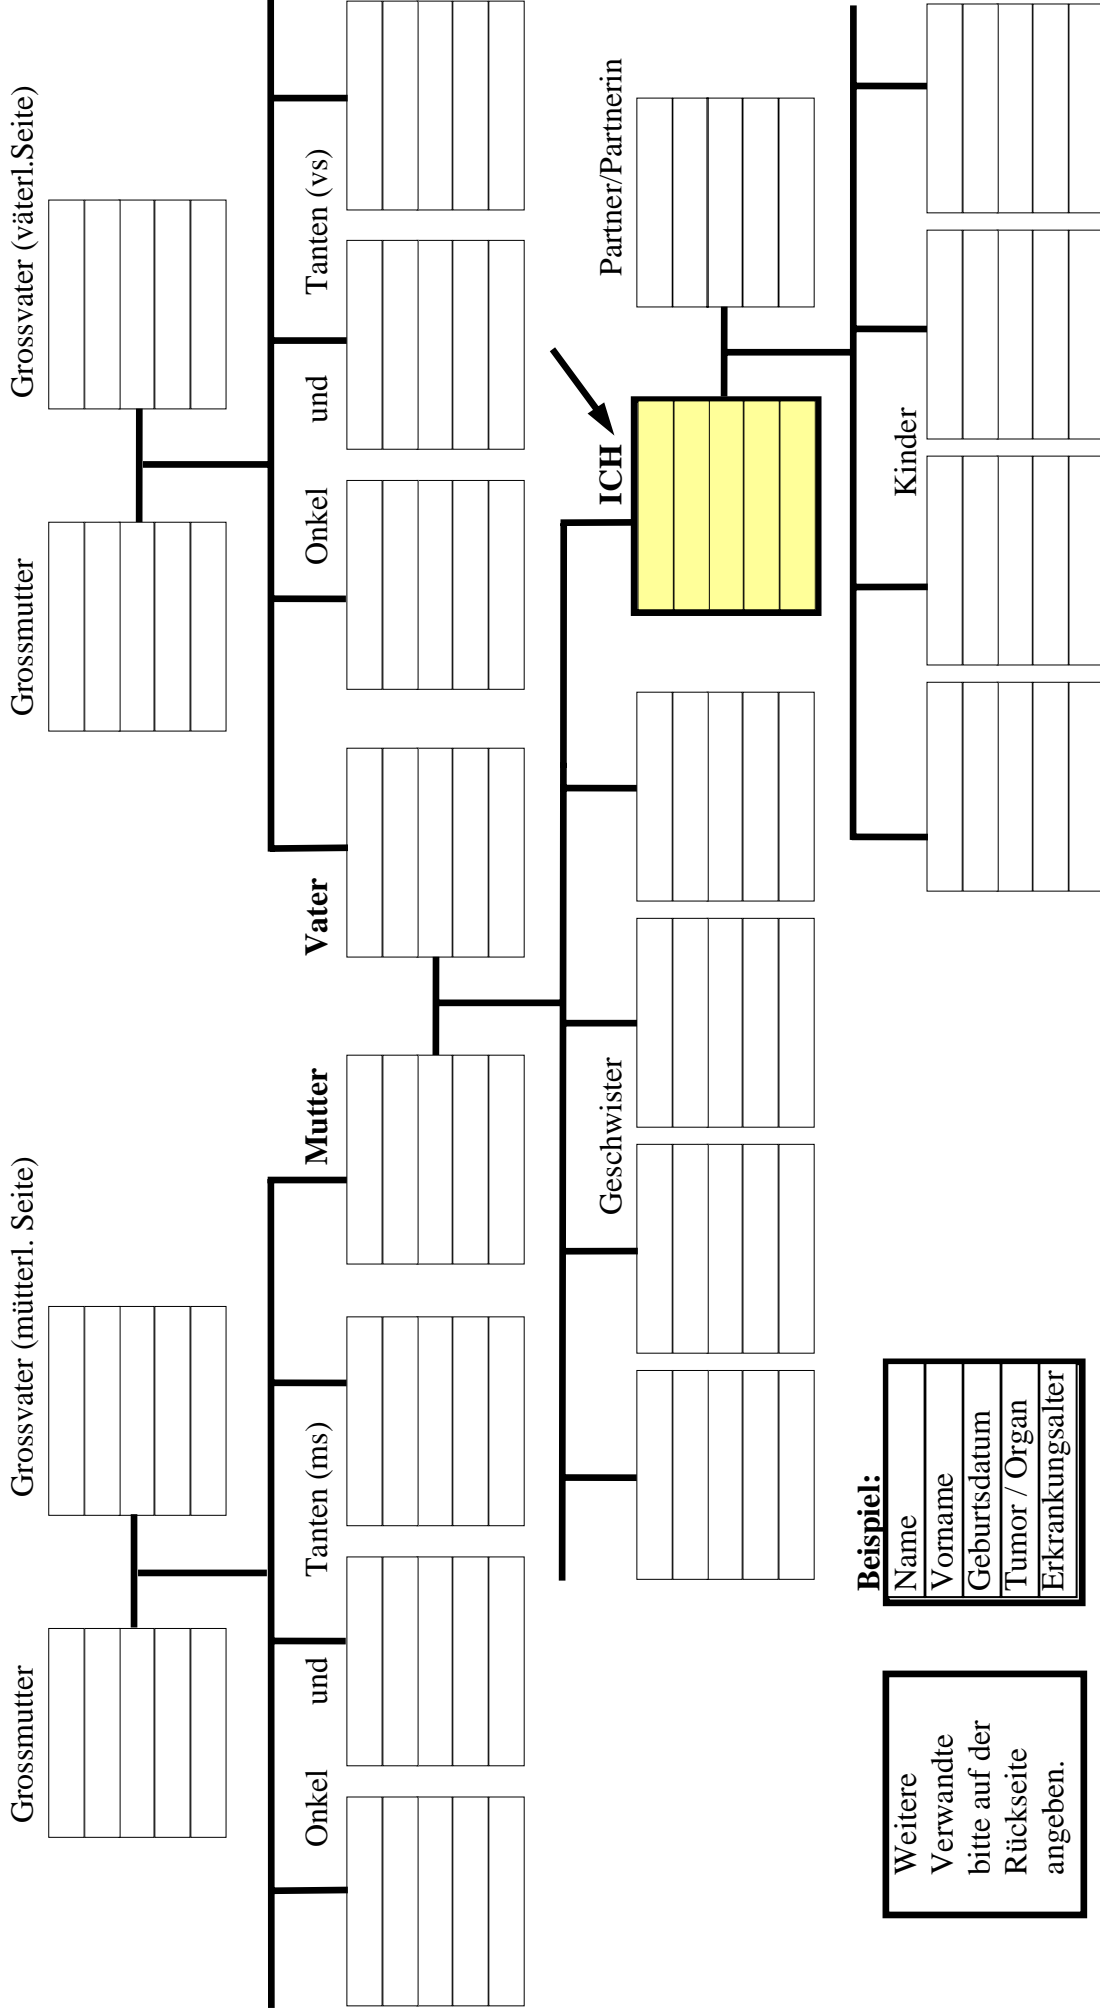 Grossmutter
Grossvater (mütterl. Seite)
Grossmutter
Grossvater (väterl.Seite)
Onkel
und
Tanten (ms)
Mutter
Vater
Onkel
und
Tanten (vs)
Geschwister
ICH
Partner/Partnerin
Kinder
Weitere
Verwandte
bitte auf der
Rückseite
angeben.
Beispiel:
Name
Vorname
Geburtsdatum
Tumor / Organ
Erkrankungsalter